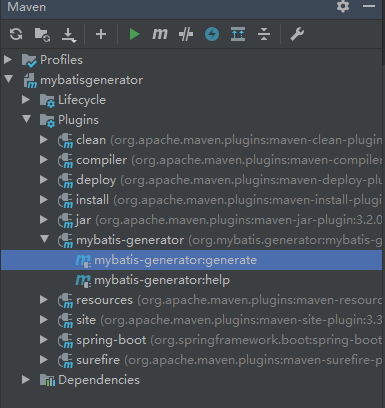 Maven
Profiles
mybatisgenerator
Lifecycle
Plugins
clean (org.apache.maven.plugins:maven-clean-plugin
compiler (org.apache.maven.plugins:maven-compiler
deploy (org.apache.maven.plugins:maven-deploy-plu
install (org.apache.maven.plugins:maven-install-plugi
jar (org.apache.maven.plugins:maven-jar-plugin:3.2.0
mybatis-generator (org.mybatis.generator:mybatis-g
mybatis-generator:generate
mybatis-generator:help
resources (org.apache.maven.plugins:maven-resourc
site (org.apache.maven.plugins:maven-site-plugin:3.3
spring-boot (org.springframework.boot:spring-boot
surefire (org.apache.maven.plugins:maven-surefire-p
Dependencies